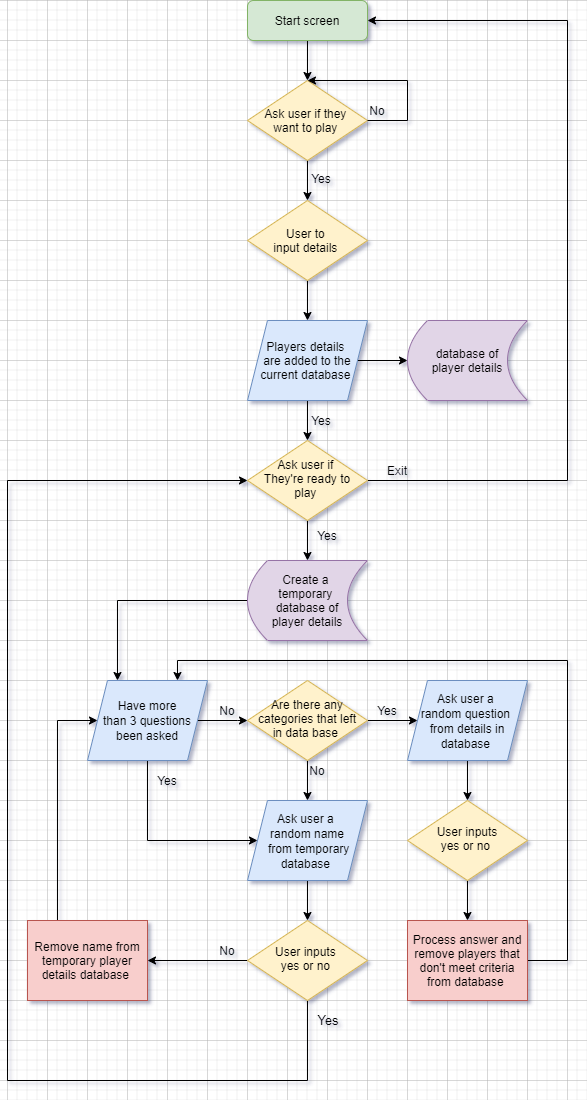 Start screen
Ask user if they
want to play
No
Yes
User to
input details
Players details
are added to the
current database
database of
player details
Yes
Ask user if
They're ready to
play
Exit
Yes
Create a
temporary
database of
player details
Have more
than 3 questions
been asked
No
Are there any
categories that left
in data base
Yes
Ask user a
random question
from details in
database
Yes
No
Ask user a
random name
from temporary
database
User inputs
yes or no
Remove name from
temporary player
details database
No
User inputs
yes or no
Process answer and
remove players that
don't meet criteria
from database
Yes